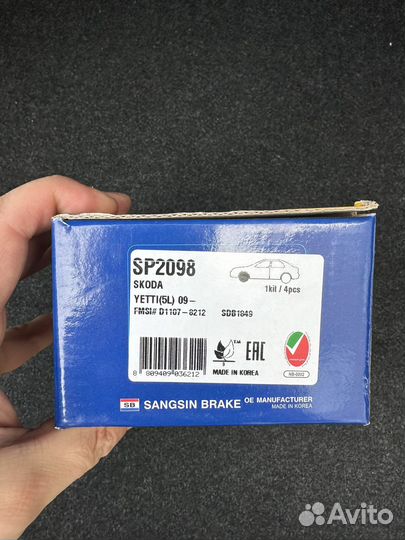 SP2098
SKODA
1kit / 4pcs
YETTI(5L) 09-
FMSI# D1107-8212 SDB1849
TM
EAC
MADE IN KOREA
8 809409 036212
SB SANGSIN BRAKE OE MANUFACTURER
MADE IN KOREA
Avito